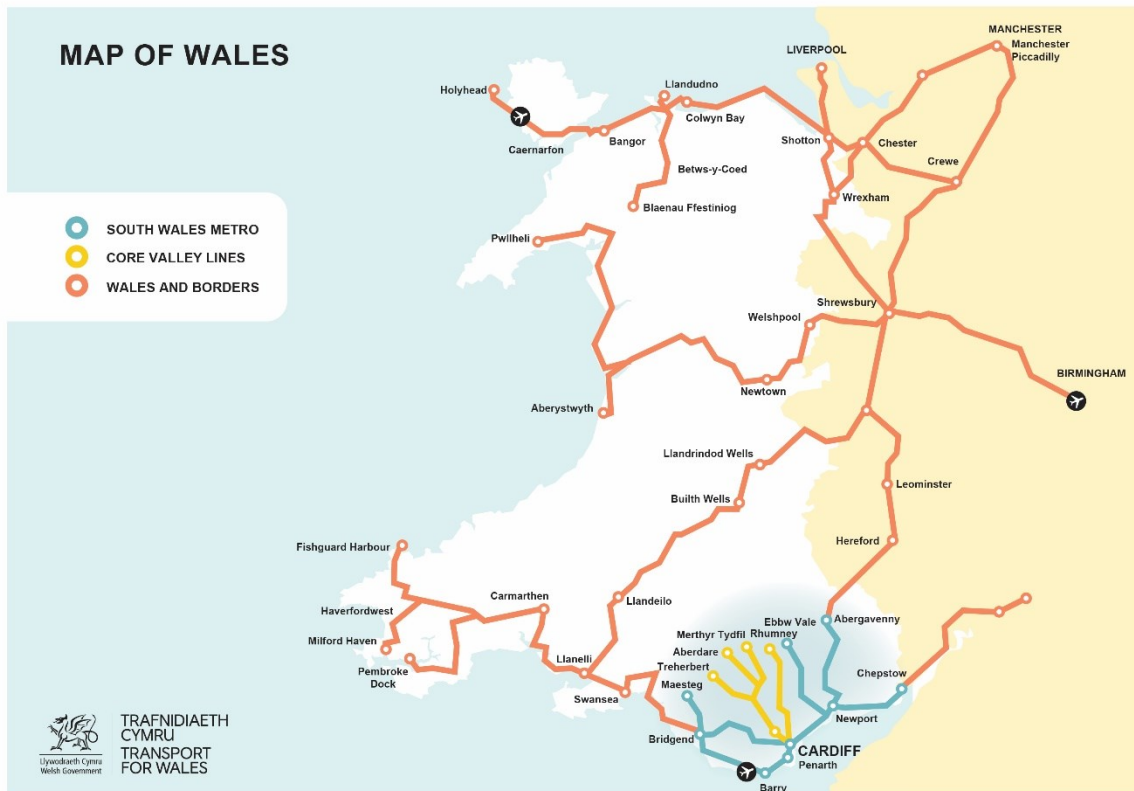 MAP OF WALES
SOUTH WALES METRO
CORE VALLEY LINES
WALES AND BORDERS
MANCHESTER
Manchester
Piccadilly
LIVERPOOL
Holyhead
Llandudno
Colwyn Bay
Caernarfon
Bangor
Shotton
Chester
Crewe
Betws-y-Coed
Wrexham
Blaenau Ffestiniog
Pwllheli
Shrewsbury
Welshpool
BIRMINGHAM
Newtown
Aberystwyth
Llandrindod Wells
Leominster
Builth Wells
Hereford
Fishguard Harbour
Carmarthen
Llandeilo
Haverfordwest
Milford Haven
Pembroke
Dock
Llanelli
Swansea
Ebbw Vale
Abergavenny
Merthyr Tydfil
Rhumney
Aberdare
Treherbert
Maesteg
Chepstow
Newport
Bridgend
CARDIFF
Penarth
Barry
Llywodraeth Cymru
Welsh Government
TRAFNIDIAETH
CYMRU
TRANSPORT
FOR WALES